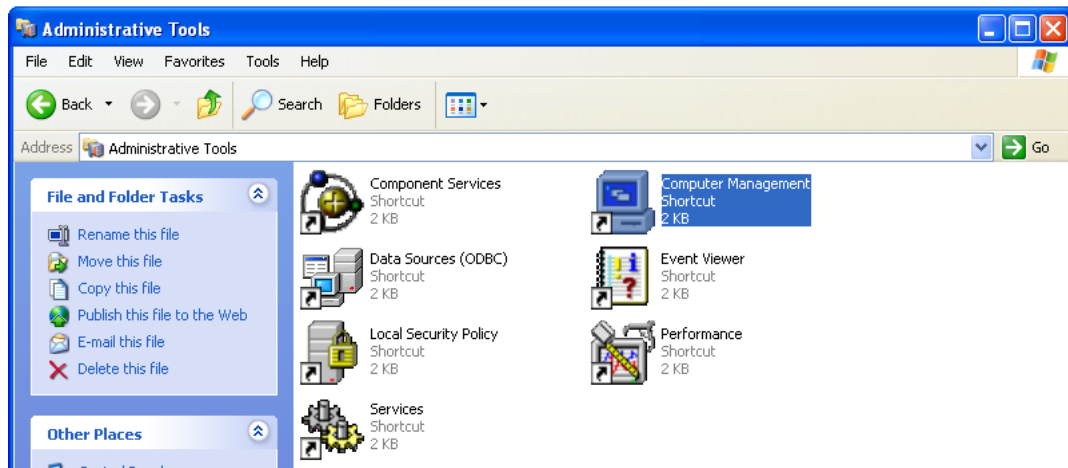 Administrative Tools
File Edit View Favorites Tools Help
Back Search Folders
Address Administrative Tools Go
File and Folder Tasks
Rename this file
Move this file
Copy this file
Publish this file to the Web
E-mail this file
Delete this file
Other Places
Component Services
Shortcut
2 KB
Computer Management
Shortcut
2 KB
Data Sources (ODBC)
Shortcut
2 KB
Event Viewer
Shortcut
2 KB
Local Security Policy
Shortcut
2 KB
Performance
Shortcut
2 KB
Services
Shortcut
2 KB